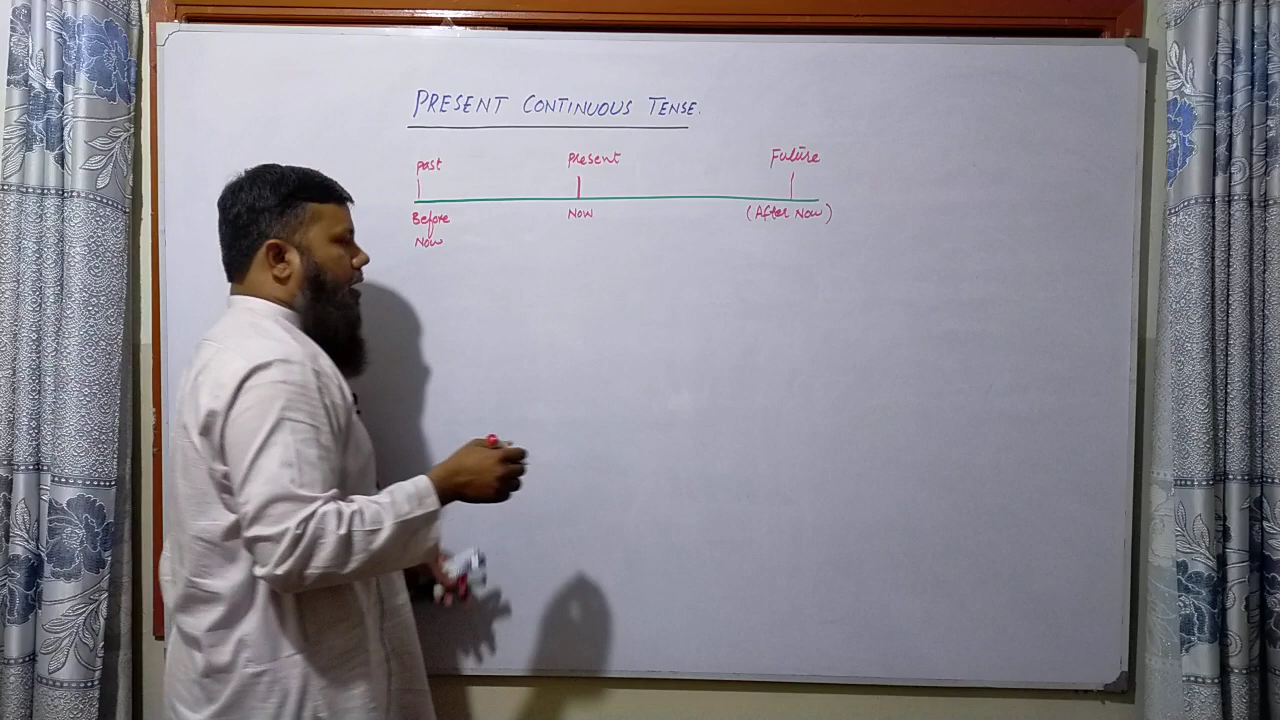 PRESENT CONTINUOUS TENSE.
past present Future
Before Now (After Now)
Now